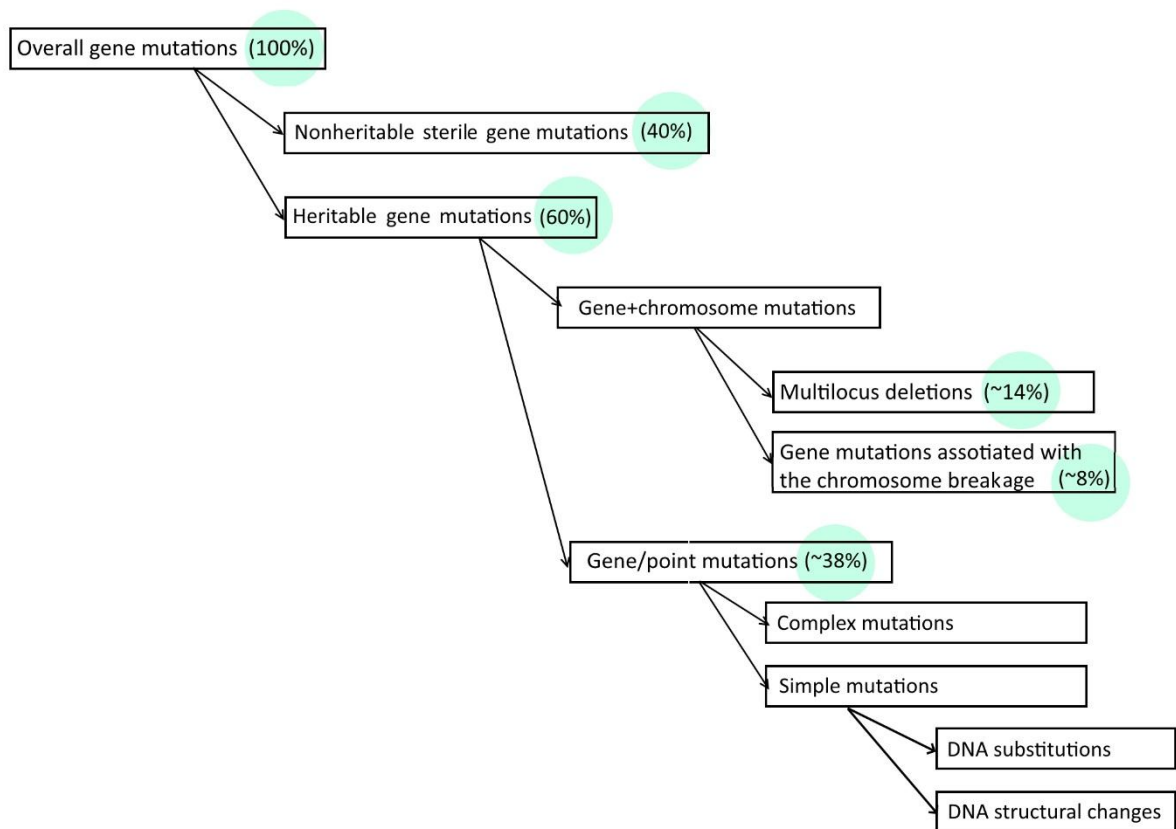 Overall gene mutations (100%)
Nonheritable sterile gene mutations (40%)
Heritable gene mutations (60%)
Gene+chromosome mutations
Multilocus deletions (~14%)
Gene mutations assotiated with
the chromosome breakage (~8%)
Gene/point mutations (~38%)
Complex mutations
Simple mutations
DNA substitutions
DNA structural changes